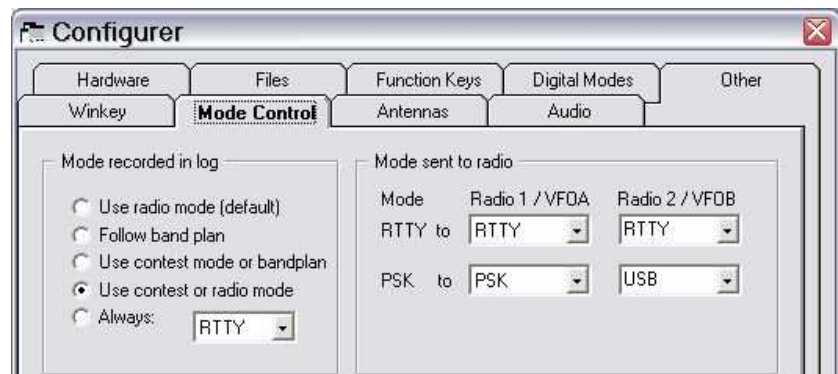 Configurer
Hardware Files Function Keys Digital Modes Other
Winkey Mode Control Antennas Audio
Mode recorded in log
Use radio mode (default)
Follow band plan
Use contest mode or bandplan
Use contest or radio mode
Always: RTTY
Mode sent to radio
Mode Radio 1 / VFOA Radio 2 / VFOB
RTTY to RTTY RTTY
PSK to PSK USB